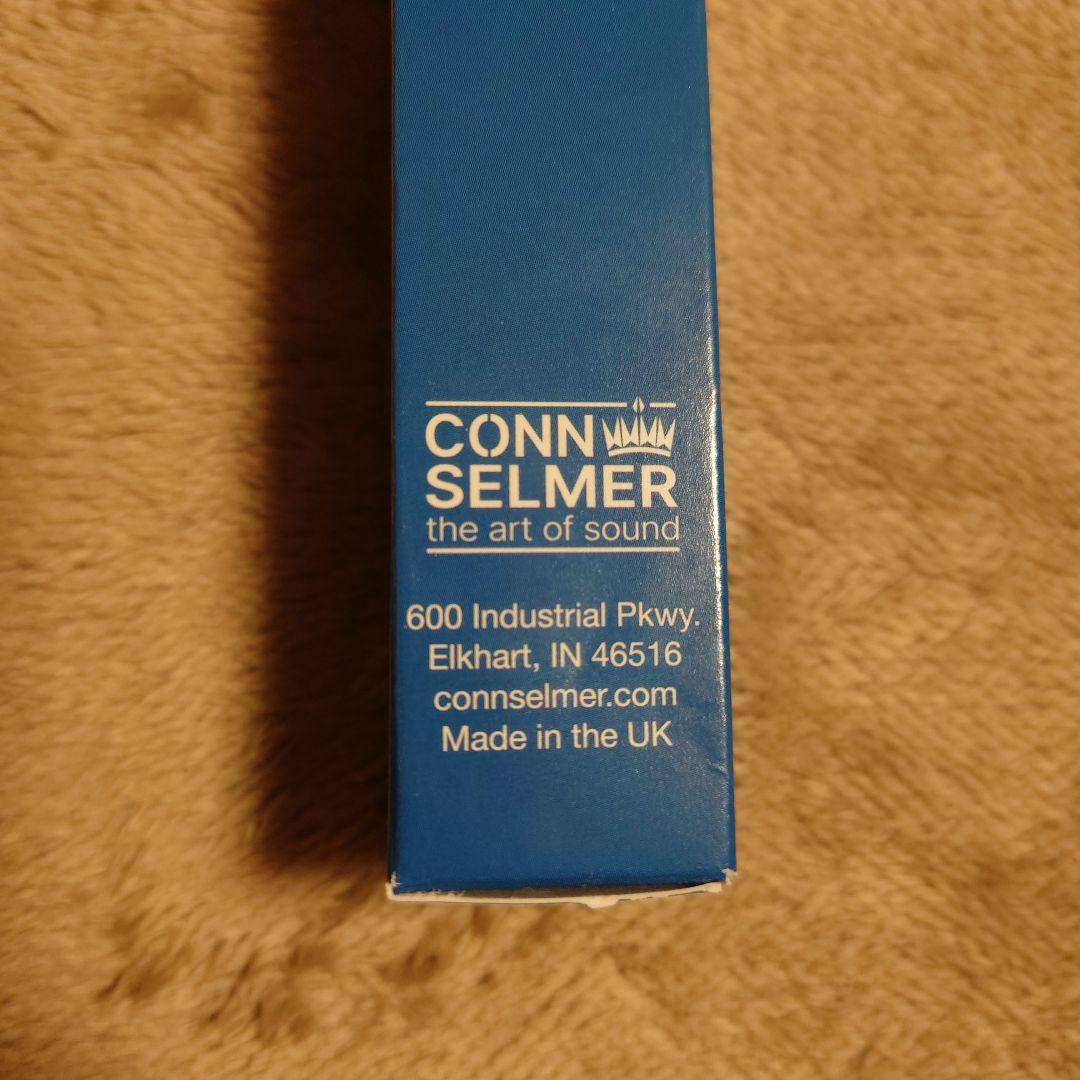 CONN
SELMER
the art of sound
600 Industrial Pkwy.
Elkhart, IN 46516
connselmer.com
Made in the UK